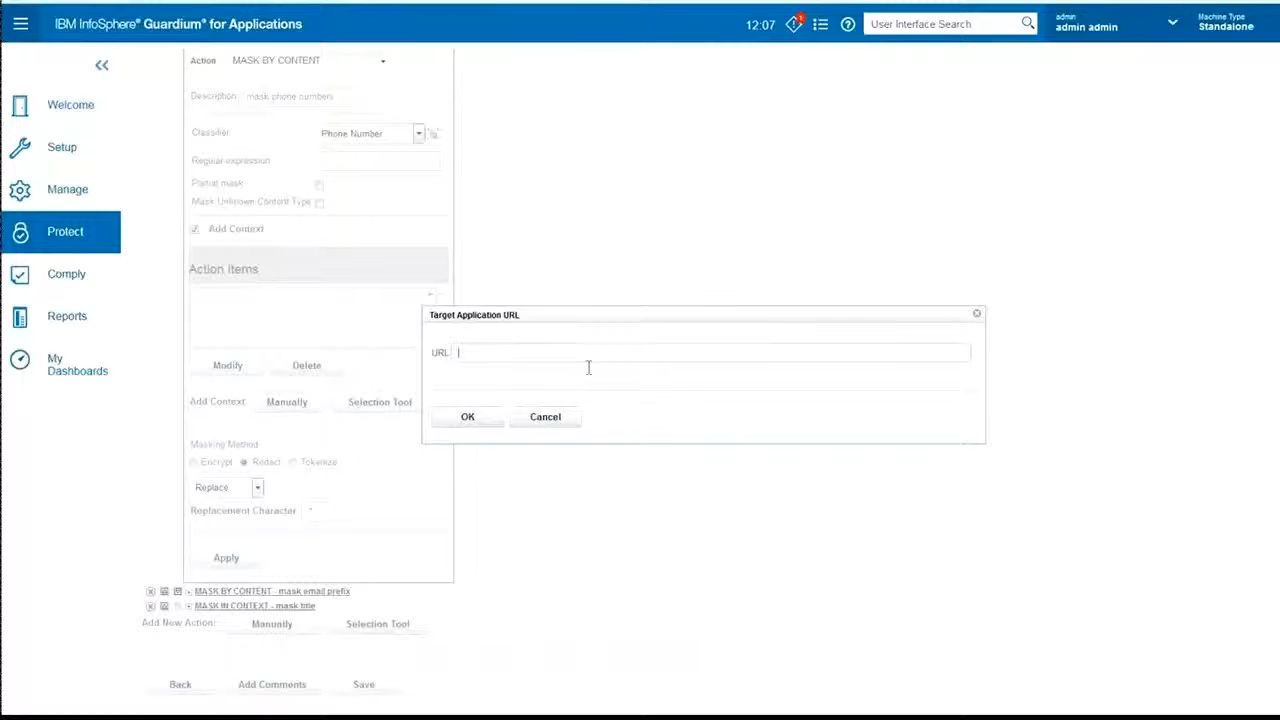 IBM InfoSphere® Guardium® for Applications
12:07
1
User Interface Search
admin
admin admin
Machine Type
Standalone
Welcome
Setup
Manage
Protect
Comply
Reports
My
Dashboards
Action MASK BY CONTENT
Description mask phone numbers
Classifier Phone Number
Regular expression
Partial mask
Mask Unknown Content Type
Add Context
Action Items
Modify Delete
Add Context Manually Selection Tool
Masking Method
Encrypt Redact Tokenize
Replace
Replacement Character *
Apply
Target Application URL
URL
OK Cancel
MASK BY CONTENT - mask email prefix
MASK IN CONTEXT - mask title
Add New Action: Manually Selection Tool
Back Add Comments Save